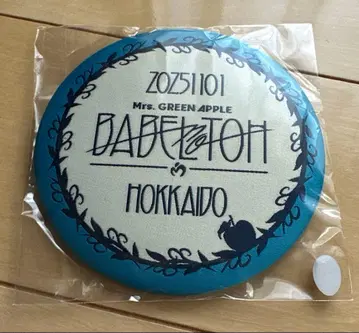 20251101
Mrs. GREEN APPLE
BABEL no TOH
HOKKAIDO